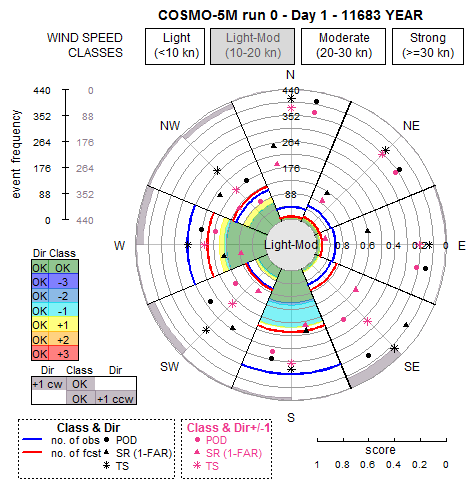 COSMO-5M run 0 - Day 1 - 11683 YEAR
WIND SPEED CLASSES
Light (<10 kn)
Light-Mod (10-20 kn)
Moderate (20-30 kn)
Strong (>=30 kn)
event frequency
440 0
352 88
264 176
176 264
88 352
0 440
N
NE
E
SE
S
SW
W
NW
440
352
264
176
88
Light-Mod
0.8 0.6 0.4 0.2 0
Dir Class
OK OK
OK -3
OK -2
OK -1
OK +1
OK +2
OK +3
Dir Class Dir
+1 cw OK
OK +1 ccw
Class & Dir
no. of obs POD
no. of fcst SR (1-FAR)
TS
Class & Dir+/-1
POD
SR (1-FAR)
TS
score
1 0.8 0.6 0.4 0.2 0